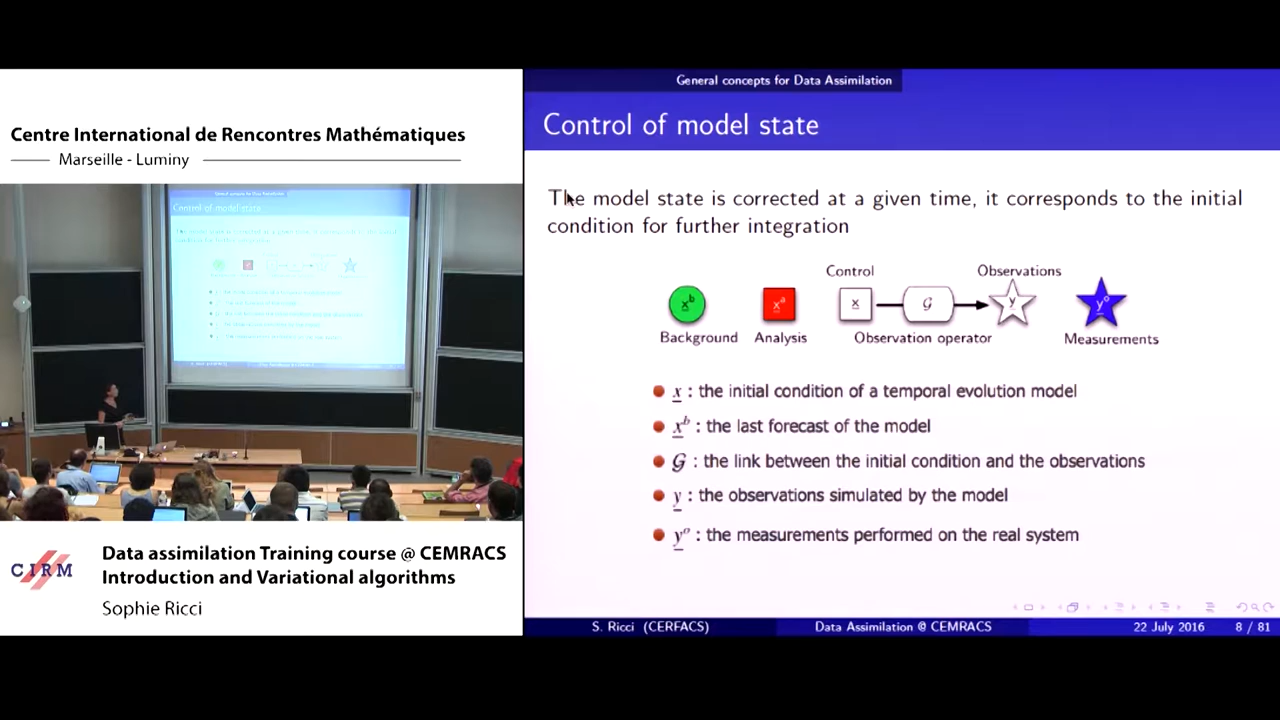 Centre International de Rencontres Mathématiques
Marseille - Luminy
Control of model state
CIRM
Data assimilation Training course @ CEMRACS
Introduction and Variational algorithms
Sophie Ricci
General concepts for Data Assimilation
Control of model state
The model state is corrected at a given time, it corresponds to the initial
condition for further integration
Control
Observations
x^b
x^a
x
𝒢
y
y^o
Background
Analysis
Observation operator
Measurements
x : the initial condition of a temporal evolution model
x^b : the last forecast of the model
𝒢 : the link between the initial condition and the observations
y : the observations simulated by the model
y^o : the measurements performed on the real system
S. Ricci (CERFACS)
Data Assimilation @ CEMRACS
22 July 2016
8 / 81